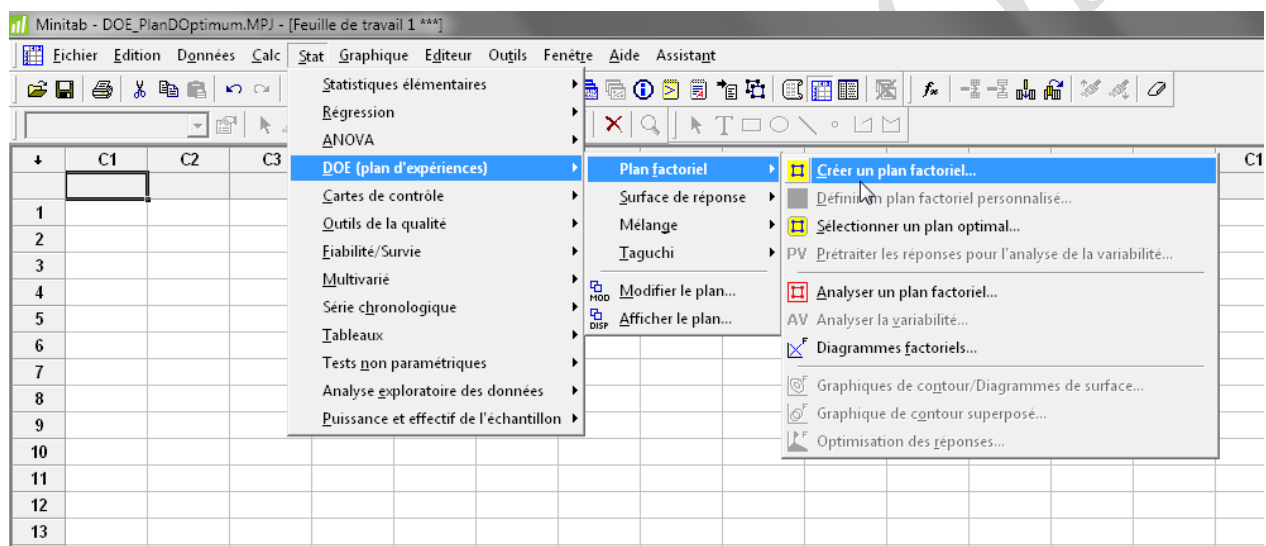 Minitab - DOE_PlanDOptimum.MPJ - [Feuille de travail 1 ***]
Fichier Edition Données Calc Stat Graphique Editeur Outils Fenêtre Aide Assistant
Statistiques élémentaires
Régression
ANOVA
DOE (plan d'expériences)
Cartes de contrôle
Outils de la qualité
Fiabilité/Survie
Multivarié
Série chronologique
Tableaux
Tests non paramétriques
Analyse exploratoire des données
Puissance et effectif de l'échantillon
Plan factoriel
Surface de réponse
Mélange
Taguchi
MOD Modifier le plan...
DISP Afficher le plan...
Créer un plan factoriel...
Définir un plan factoriel personnalisé...
Sélectionner un plan optimal...
PV Prétraiter les réponses pour l'analyse de la variabilité...
Analyser un plan factoriel...
AV Analyser la variabilité...
F Diagrammes factoriels...
F Graphiques de contour/Diagrammes de surface...
F Graphique de contour superposé...
F Optimisation des réponses...
C1 C2 C3 C1
1
2
3
4
5
6
7
8
9
10
11
12
13